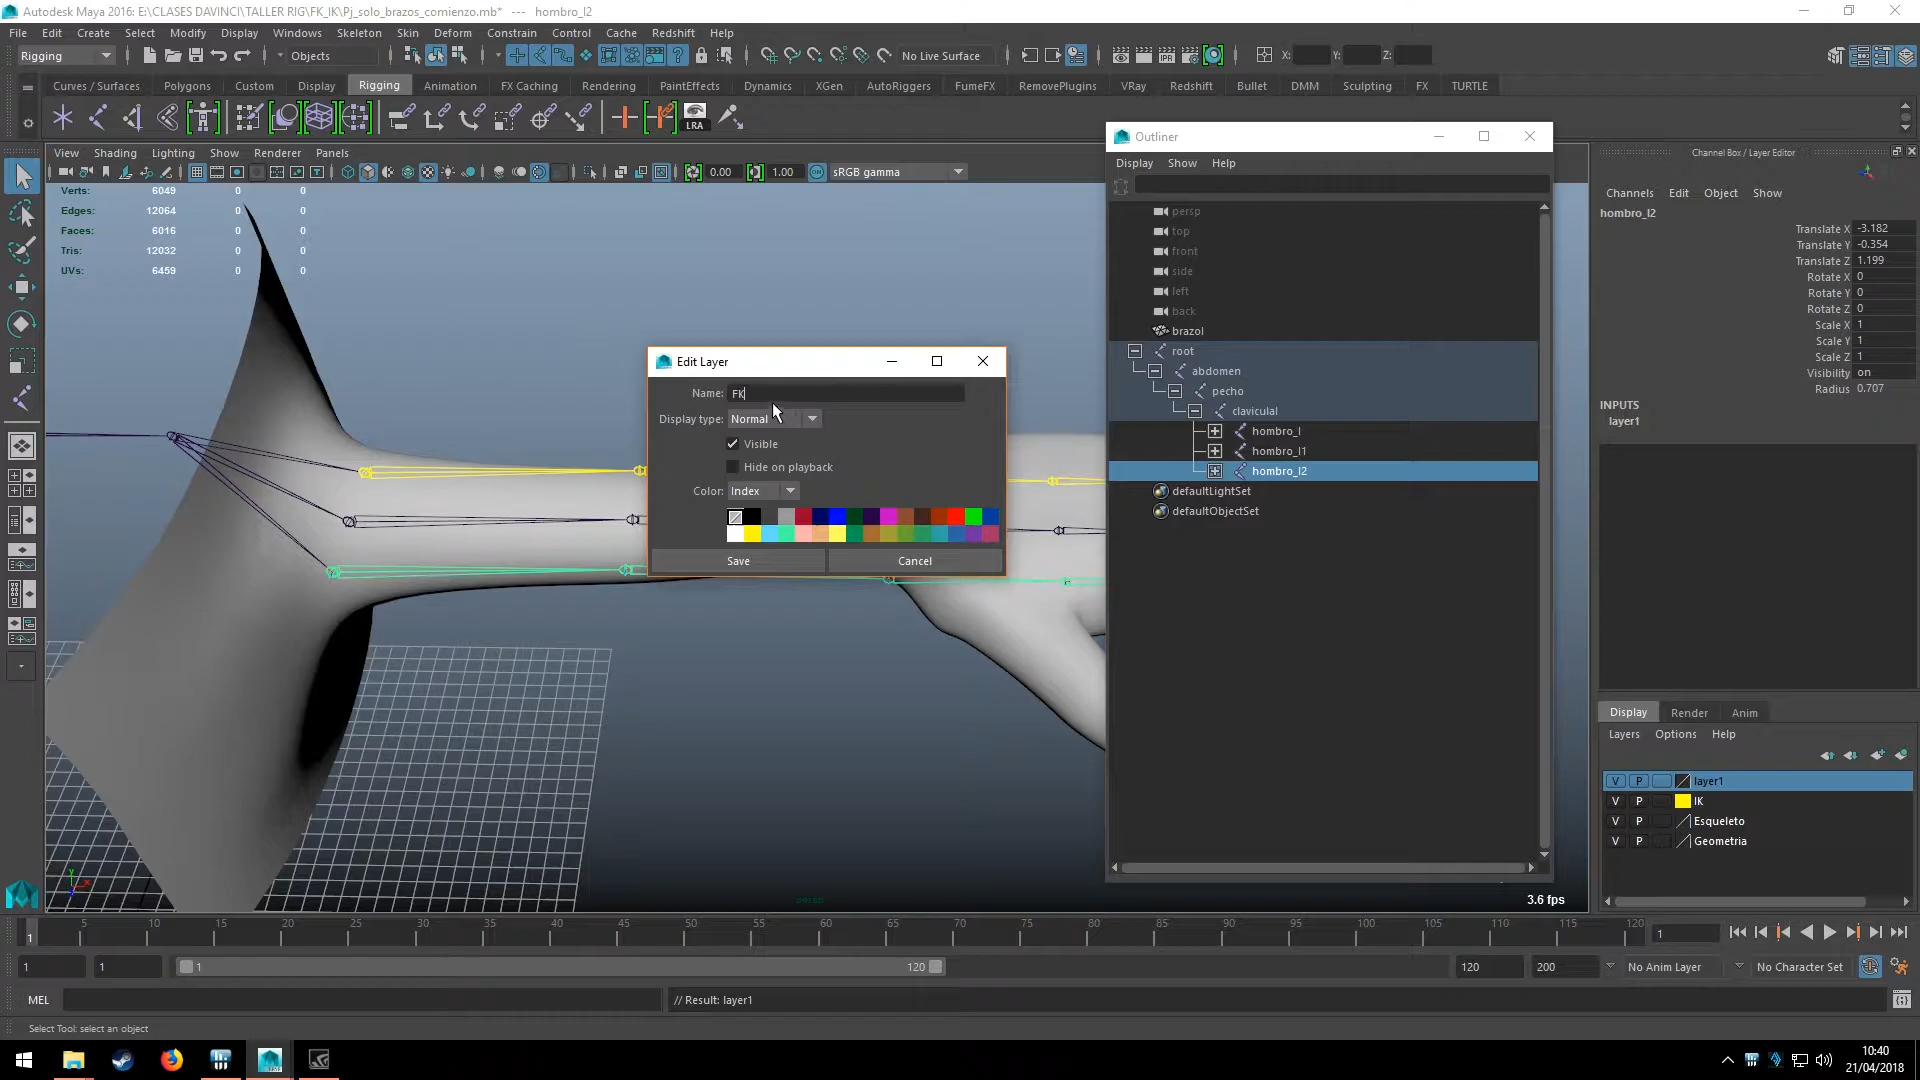 Autodesk Maya 2016: E:\CLASES DAVINCI\TALLER RIG\FK_IK\Pj_solo_brazos_comienzo.mb* --- hombro_l2
File Edit Create Select Modify Display Windows Skeleton Skin Deform Constrain Control Cache Redshift Help
Rigging Objects No Live Surface X: Y: Z:
Curves / Surfaces Polygons Custom Display Rigging Animation FX Caching Rendering PaintEffects Dynamics XGen AutoRiggers FumeFX RemovePlugins VRay Redshift Bullet DMM Sculpting FX TURTLE
LRA
View Shading Lighting Show Renderer Panels
0.00 1.00 sRGB gamma
Verts: 6049 0 0
Edges: 12064 0 0
Faces: 6016 0 0
Tris: 12032 0 0
UVs: 6459 0 0
Edit Layer
Name: FK
Display type: Normal
Visible
Hide on playback
Color: Index
Save Cancel
3.6 fps
Outliner
Display Show Help
persp
top
front
side
left
back
brazol
root
abdomen
pecho
clavicual
hombro_l
hombro_l1
hombro_l2
defaultLightSet
defaultObjectSet
Channel Box / Layer Editor
Channels Edit Object Show
hombro_l2
Translate X -3.182
Translate Y -0.354
Translate Z 1.199
Rotate X 0
Rotate Y 0
Rotate Z 0
Scale X 1
Scale Y 1
Scale Z 1
Visibility on
Radius 0.707
INPUTS
layer1
Display Render Anim
Layers Options Help
V P layer1
V P IK
V P Esqueleto
V P Geometria
1 5 10 15 20 25 30 35 40 45 50 55 60 65 70 75 80 85 90 95 100 105 110 115 120 1
1 1 1 120 120 200 No Anim Layer No Character Set
MEL // Result: layer1
Select Tool: select an object
10:40
21/04/2018